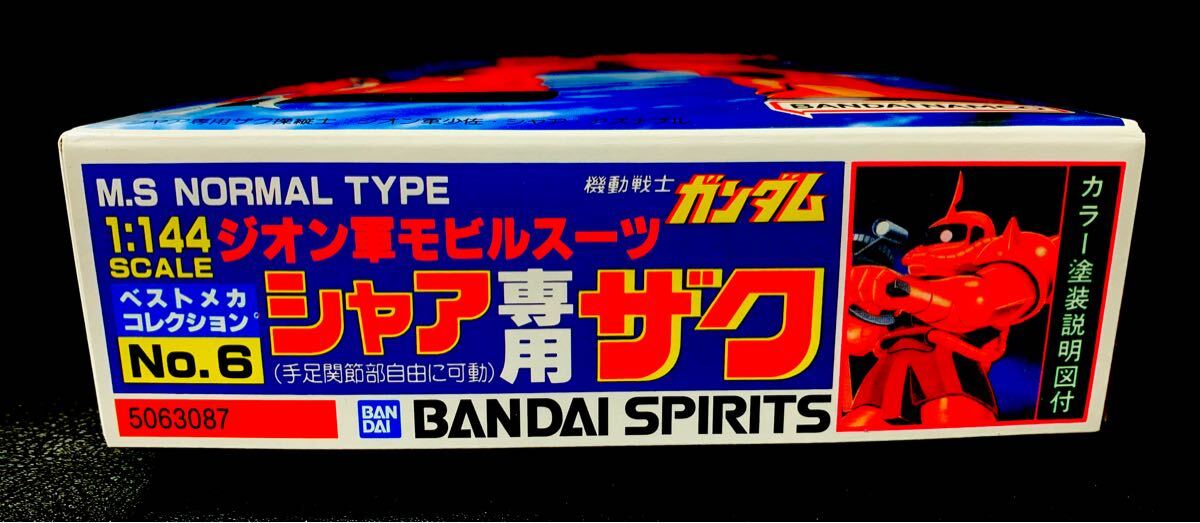 BANDAI NAMCO
M.S NORMAL TYPE
機動戦士 ガンダム
1:144 SCALE
ジオン軍モビルスーツ
ベストメカ
コレクション
No.6
シャア専用ザク
(手足関節部自由に可動)
5063087
BAN
DAI
BANDAI SPIRITS
カラー塗装説明図付